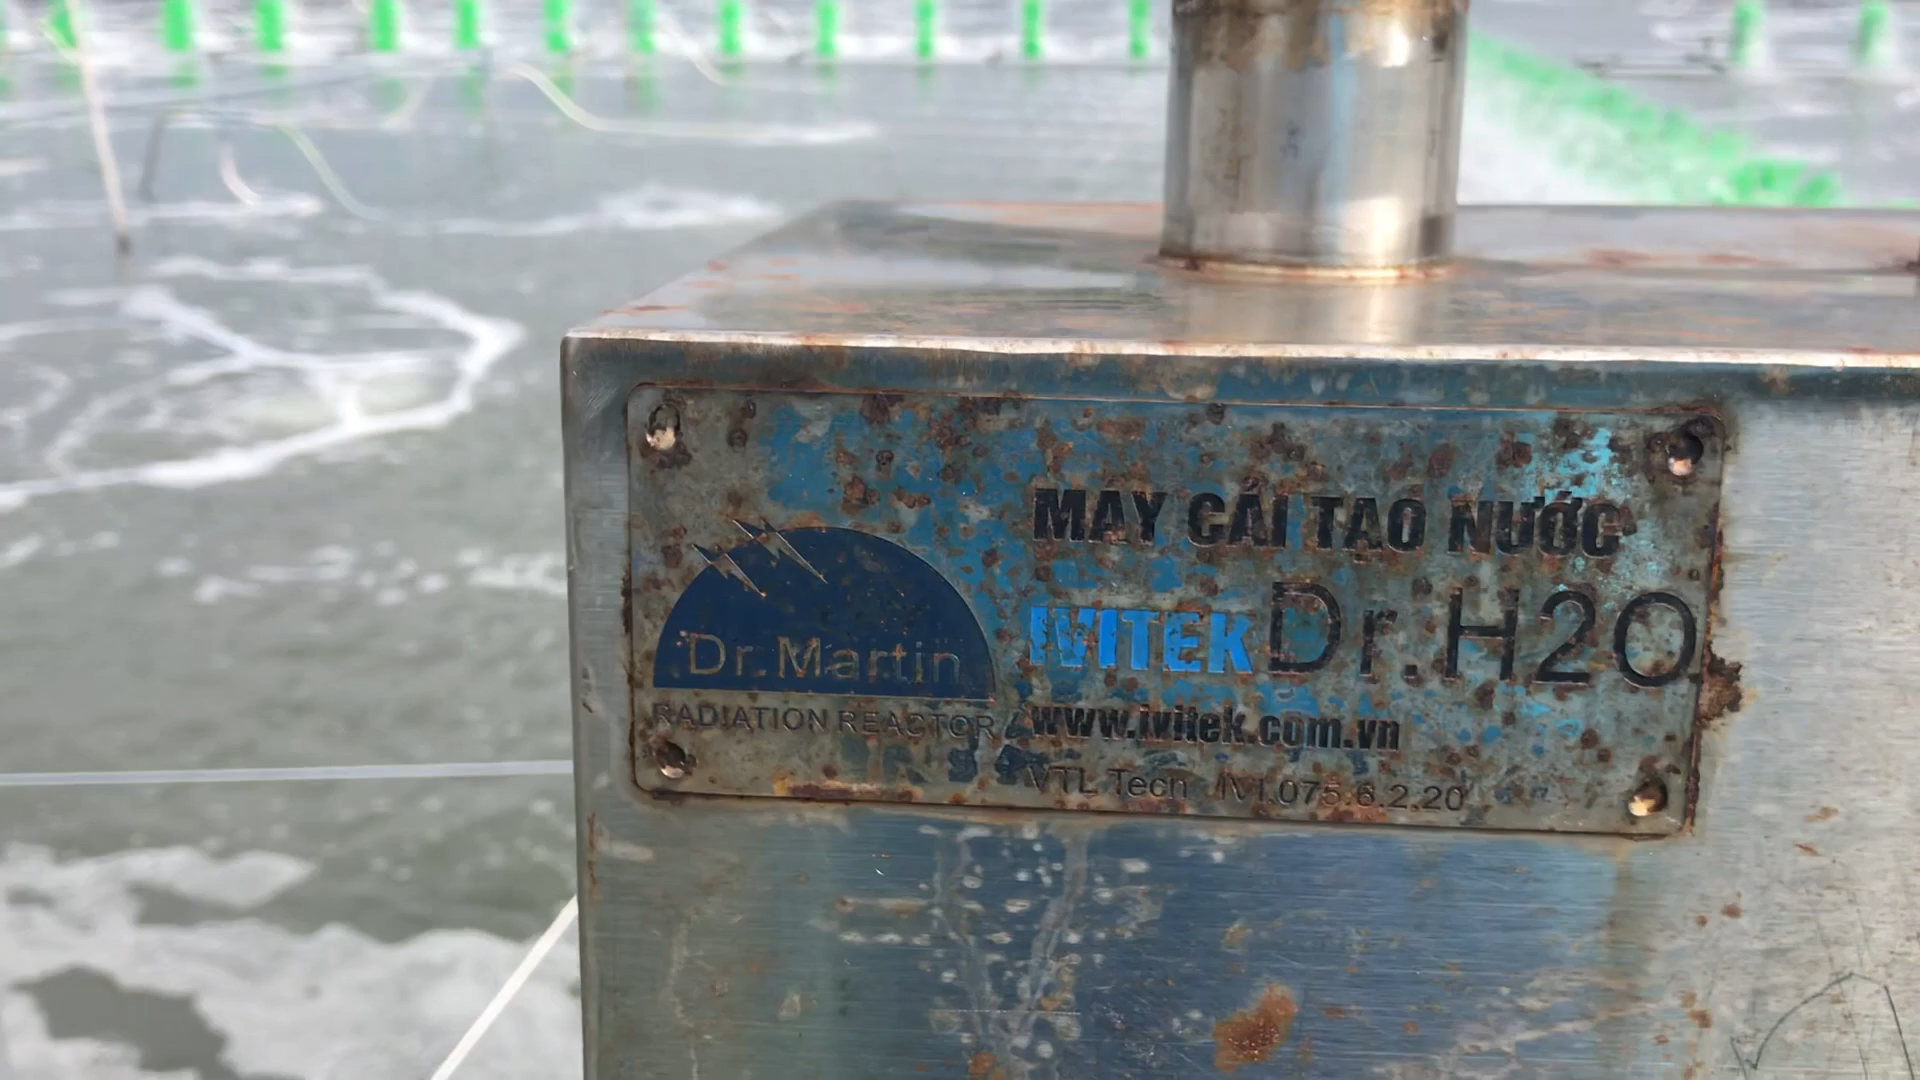 MAY CẢI TẠO NƯỚC
IVITEK Dr.H2O
Dr.Martin
RADIATION REACTOR
www.ivitek.com.vn
VTL Tecn IVI.075.6.2.20